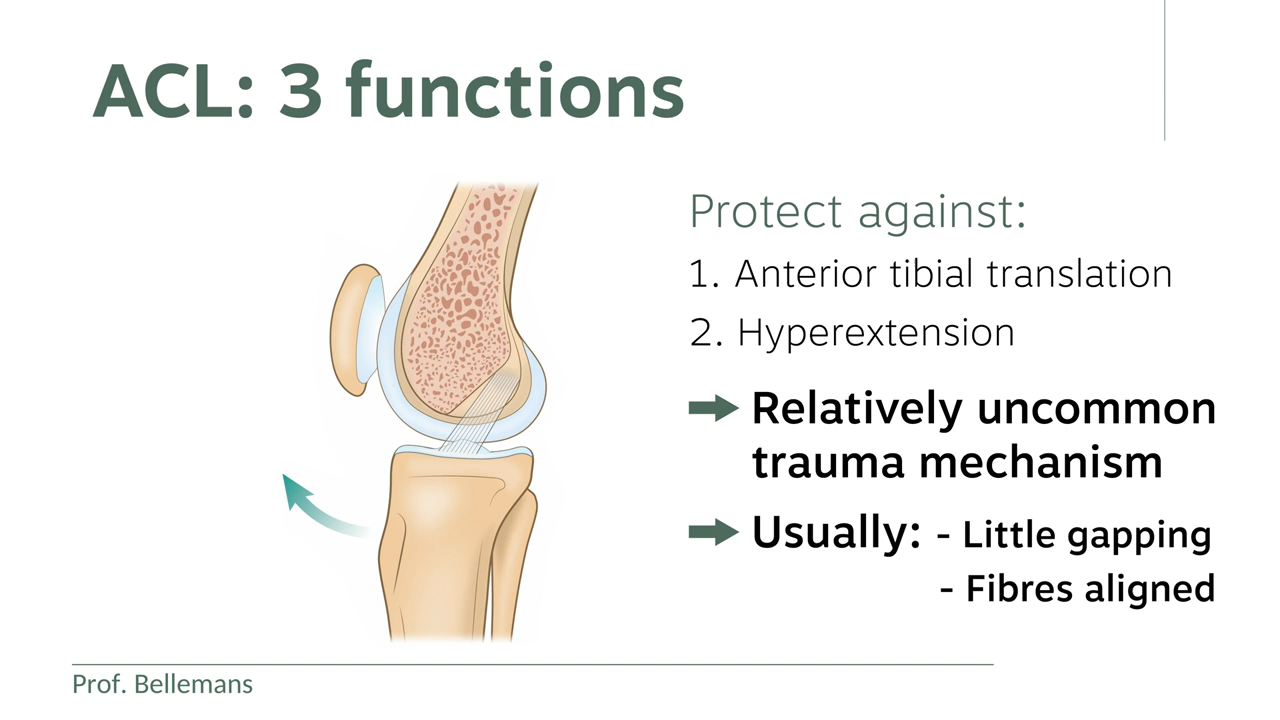 ACL: 3 functions
Protect against:
1. Anterior tibial translation
2. Hyperextension
Relatively uncommon
trauma mechanism
Usually: - Little gapping
- Fibres aligned
Prof. Bellemans